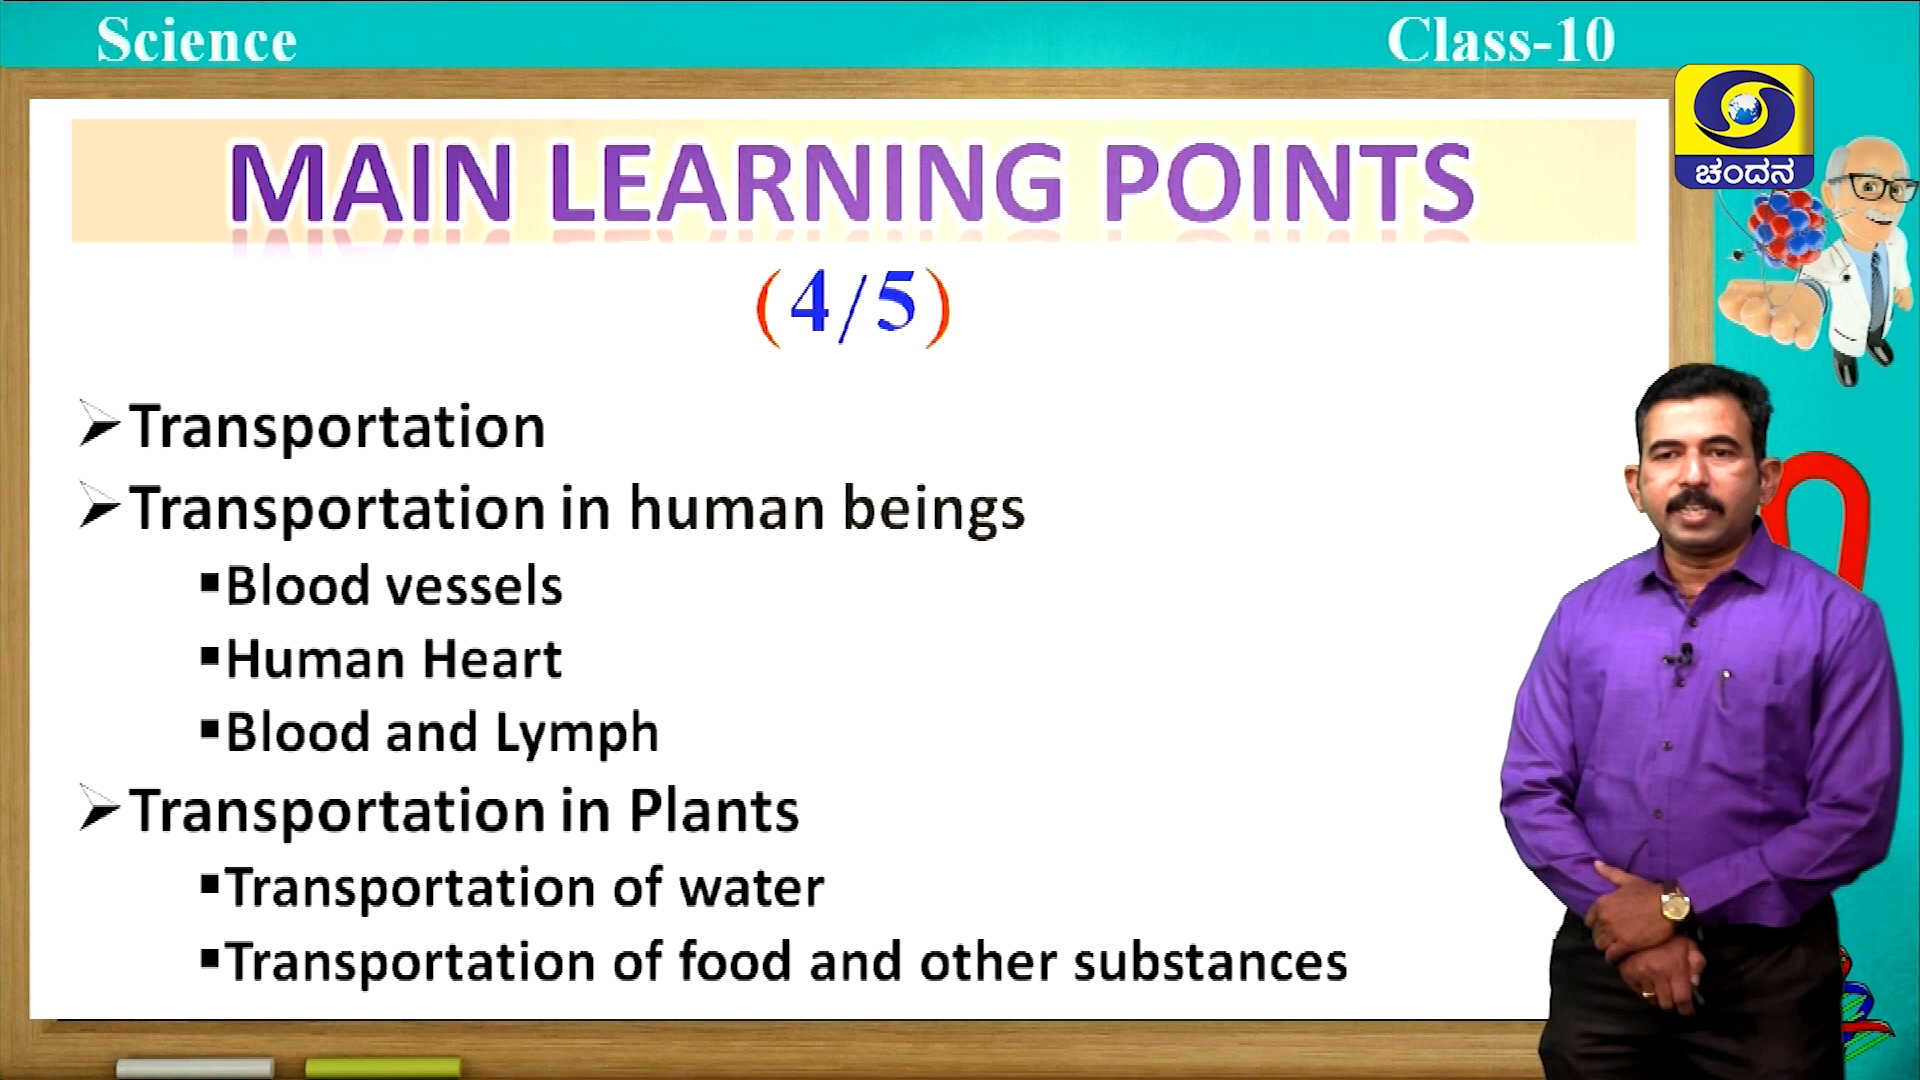 Science
Class-10
ಚಂದನ
MAIN LEARNING POINTS
(4/5)
Transportation
Transportation in human beings
Blood vessels
Human Heart
Blood and Lymph
Transportation in Plants
Transportation of water
Transportation of food and other substances